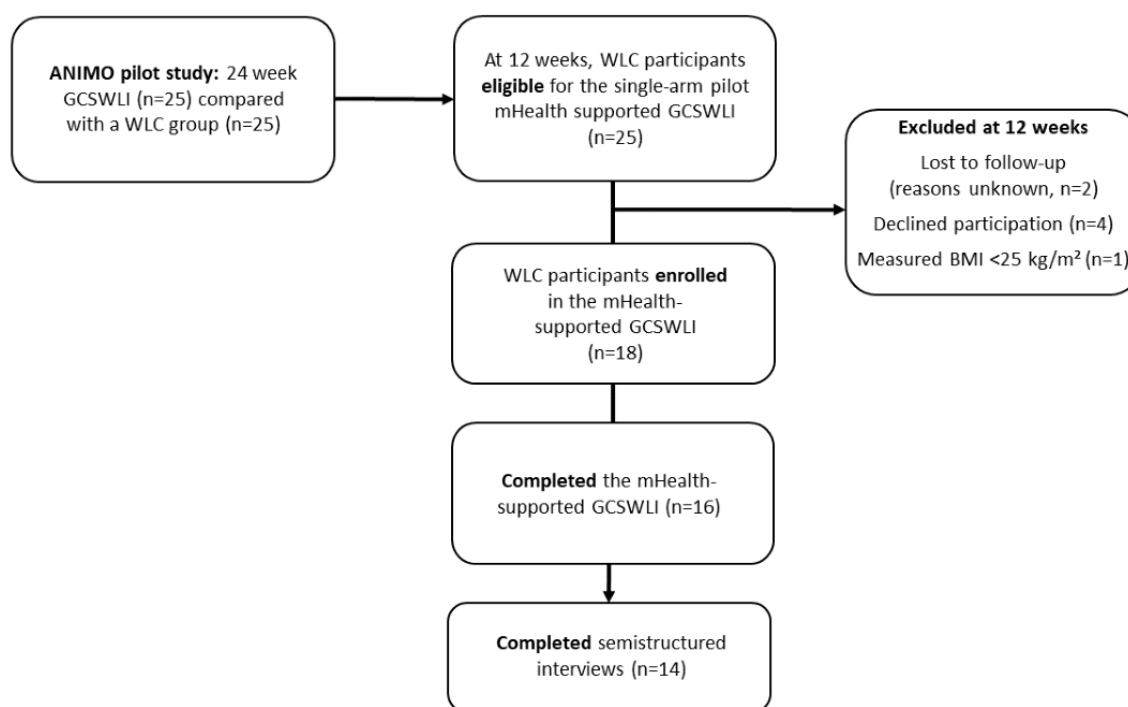 ANIMO pilot study: 24 week
GCSWLI (n=25) compared
with a WLC group (n=25)
At 12 weeks, WLC participants
eligible for the single-arm pilot
mHealth supported GCSWLI
(n=25)
Excluded at 12 weeks
Lost to follow-up
(reasons unknown, n=2)
Declined participation (n=4)
Measured BMI <25 kg/m² (n=1)
WLC participants enrolled
in the mHealth-
supported GCSWLI
(n=18)
Completed the mHealth-
supported GCSWLI (n=16)
Completed semistructured
interviews (n=14)